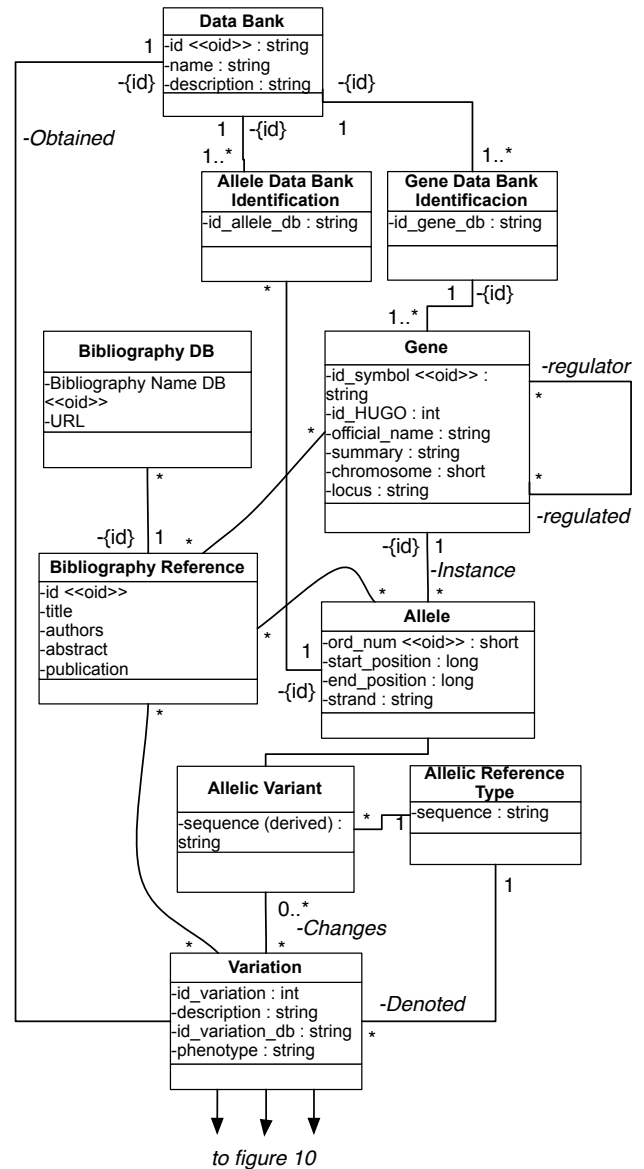 Data Bank
-id <<oid>> : string
-name : string
-description : string
1
-{id}
-{id}
-Obtained
1
-{id}
1
1..*
1..*
Allele Data Bank
Identification
-id_allele_db : string
Gene Data Bank
Identificacion
-id_gene_db : string
*
1
-{id}
1..*
Bibliography DB
-Bibliography Name DB
<<oid>>
-URL
Gene
-id_symbol <<oid>> :
string
-id_HUGO : int
-official_name : string
-summary : string
-chromosome : short
-locus : string
-regulator
*
*
*
-regulated
*
-{id}
1
*
-{id}
1
-Instance
*
Bibliography Reference
-id <<oid>>
-title
-authors
-abstract
-publication
*
*
Allele
-ord_num <<oid>> : short
-start_position : long
-end_position : long
-strand : string
1
-{id}
*
Allelic Variant
-sequence (derived) :
string
Allelic Reference
Type
-sequence : string
*
1
0..*
1
-Changes
*
*
Variation
-id_variation : int
-description : string
-id_variation_db : string
-phenotype : string
-Denoted
*
to figure 10